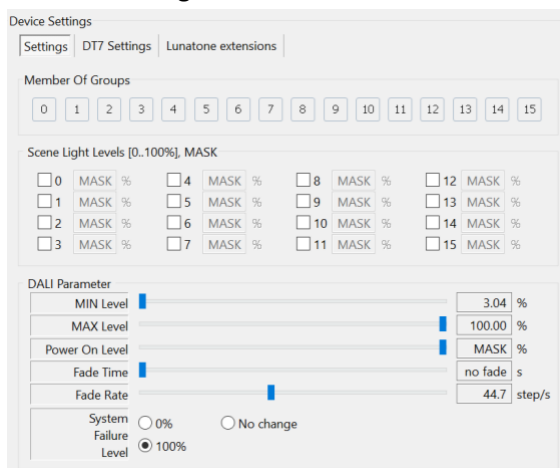 Device Settings
Settings DT7 Settings Lunatone extensions
Member Of Groups
0 1 2 3 4 5 6 7 8 9 10 11 12 13 14 15
Scene Light Levels [0..100%], MASK
0 MASK % 4 MASK % 8 MASK % 12 MASK %
1 MASK % 5 MASK % 9 MASK % 13 MASK %
2 MASK % 6 MASK % 10 MASK % 14 MASK %
3 MASK % 7 MASK % 11 MASK % 15 MASK %
DALI Parameter
MIN Level 3.04 %
MAX Level 100.00 %
Power On Level MASK %
Fade Time no fade s
Fade Rate 44.7 step/s
System Failure Level 0% No change
100%